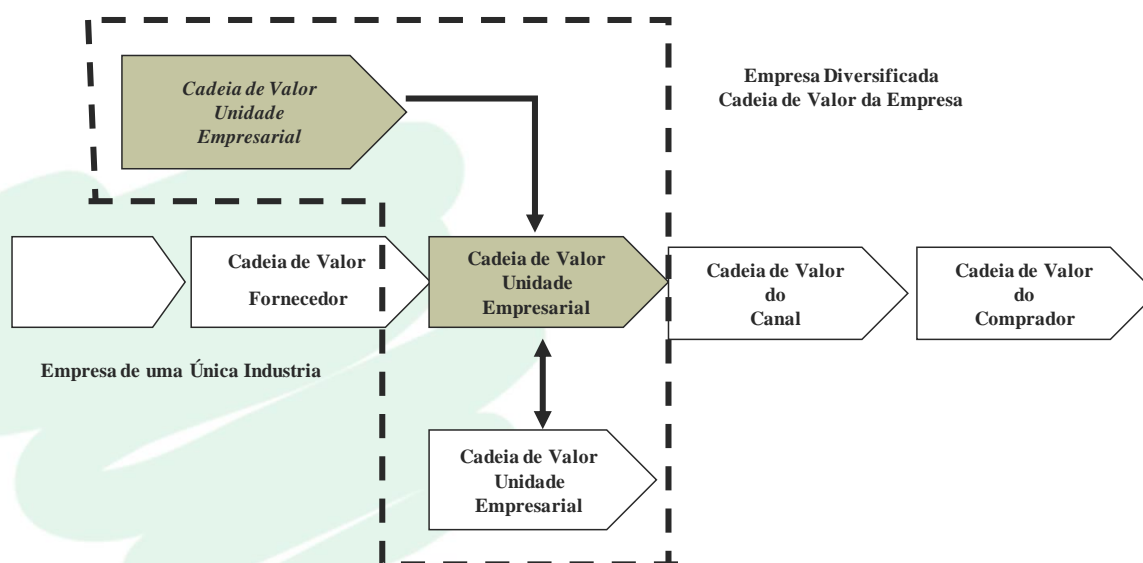 Cadeia de Valor
Unidade
Empresarial
Empresa Diversificada
Cadeia de Valor da Empresa
Cadeia de Valor
Fornecedor
Cadeia de Valor
Unidade
Empresarial
Cadeia de Valor
do
Canal
Cadeia de Valor
do
Comprador
Empresa de uma Única Industria
Cadeia de Valor
Unidade
Empresarial